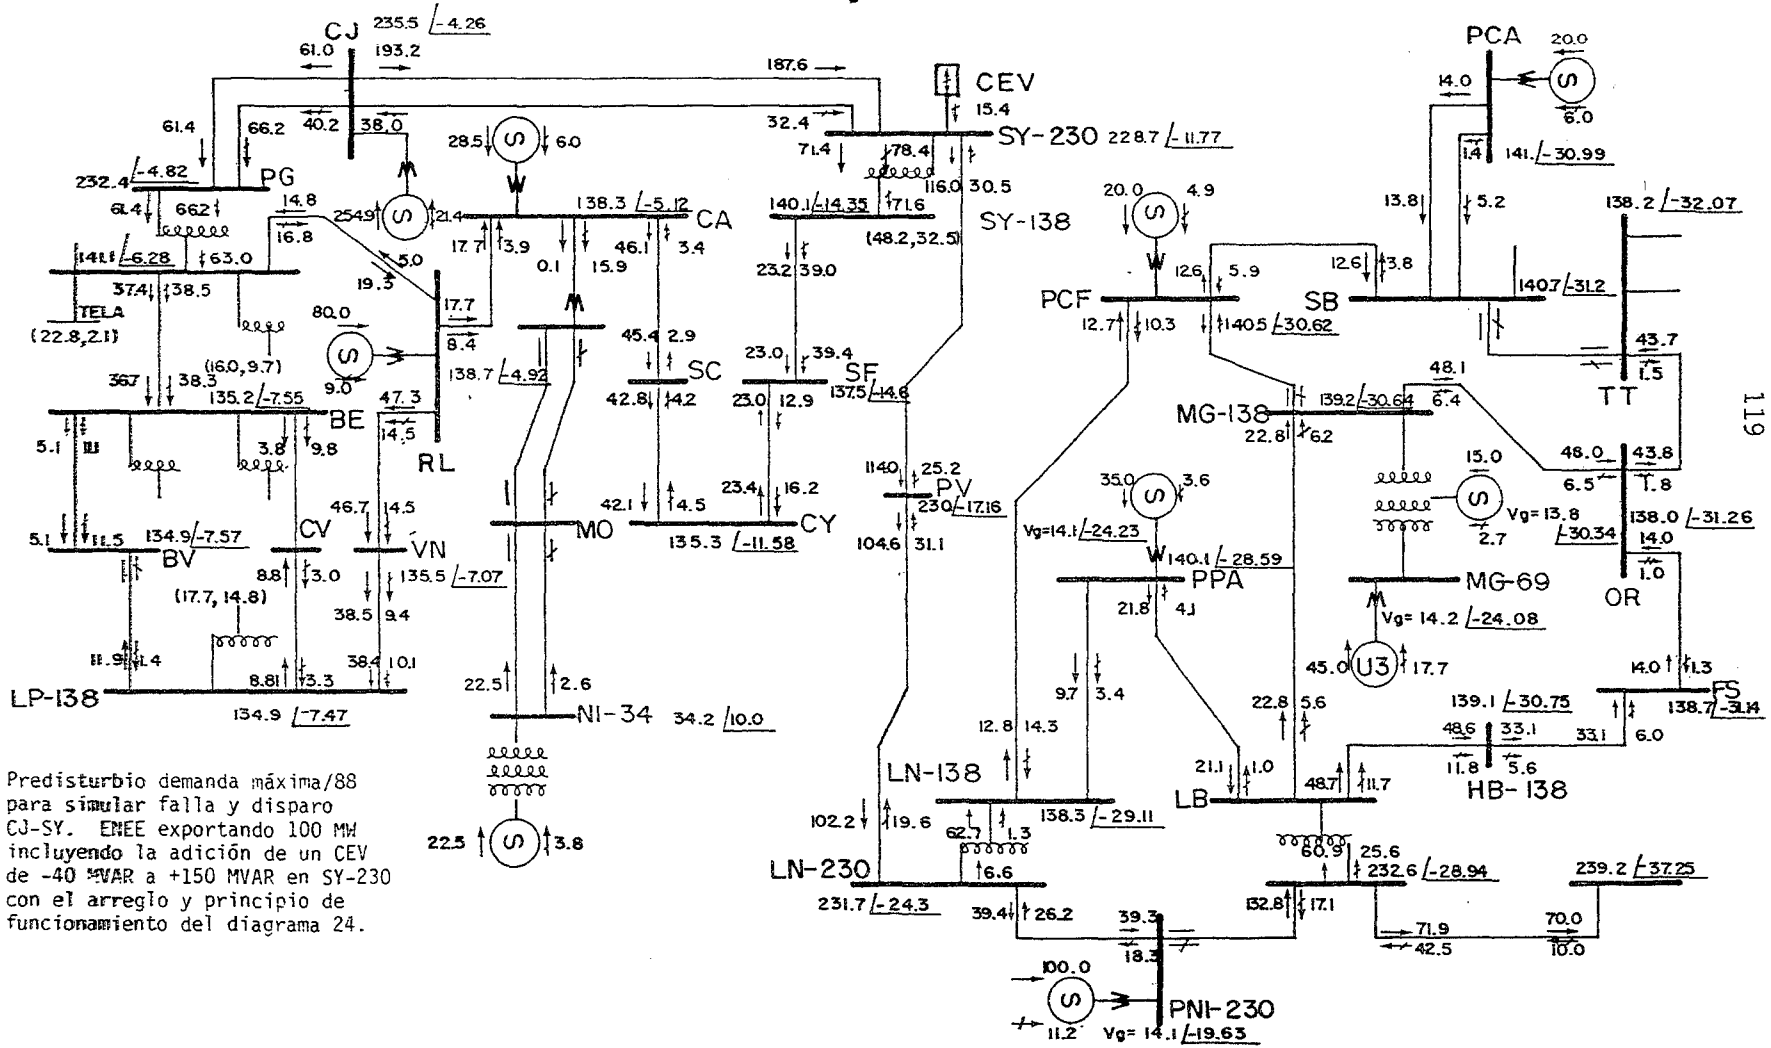 CJ 235.5 /-4.26
61.0 193.2
187.6
CEV
15.4
PCA 20.0
S
14.0
6.0
1.4 141. /-30.99
61.4 66.2 40.2 38.0
28.5 S 6.0
32.4
SY-230 228.7 /-11.77
71.4 78.4
116.0 30.5
232.4 /-4.82 PG
61.4 66.2
14.8
16.8
254.9 S 21.4
138.3 /-5.12 CA
140.1 /-14.35 71.6
SY-138
(48.2, 32.5)
20.0 4.9
S
13.8 5.2
138.2 /-32.07
141.1 /-6.28 63.0
5.0
19.3
17.7 3.9 0.1 15.9 46.1 3.4
23.2 39.0
12.6 5.9
12.6 3.8
SB 140.7 /-31.2
37.4 38.5
TELA
(22.8, 2.1)
RL
80.0
S
9.0
17.7
8.4
PCF
12.7 10.3
140.5 /-30.62
(16.0, 9.7)
36.7 38.3
135.2 /-7.55
BE
47.3
14.5
138.7 /-4.92
45.4 2.9
SC
42.8 4.2
23.0 39.4
SF
137.5 /-14.6
23.0 12.9
48.1
6.4
43.7
1.5
TT
MG-138 139.2 /-30.64
22.8 6.2
5.1 11.1
3.8 9.8
46.7 14.5
42.1 4.5
23.4 16.2
114.0 25.2
PV
230 /-17.16
35.0 S 3.6
15.0
S
2.7
48.0 43.8
6.5 1.8
Vg=13.8 /-30.34
138.0 /-31.26
5.1 11.5
134.9 /-7.57
BV
CV
VN
135.5 /-7.07
MO
CY
135.3 /-11.58
104.6 31.1
Vg=14.1 /-24.23
140.1 /-28.59
PPA
14.0
1.0
OR
MG-69
Vg= 14.2 /-24.08
8.8 3.0
(17.7, 14.8)
38.5 9.4
21.8 4.1
45.0 U3 17.7
11.9 1.4
8.81 3.3
38.4 10.1
LP-138
134.9 /-7.47
22.5 2.6
NI-34 34.2 /10.0
9.7 3.4
12.8 14.3
22.8 5.6
14.0 1.3
FS
138.7 /-31.14
139.1 /-30.75
48.6 33.1
11.8 5.6
33.1 6.0
HB-138
LN-138
138.3 /-29.11
21.1 1.0
LB
48.7 11.7
Predisturbio demanda máxima/88
para simular falla y disparo
CJ-SY. ENEE exportando 100 MW
incluyendo la adición de un CEV
de -40 MVAR a +150 MVAR en SY-230
con el arreglo y principio de
funcionamiento del diagrama 24.
22.5 S 3.8
102.2 19.6
62.7 1.3
6.6
LN-230
231.7 /-24.3
39.4 26.2
60.9 25.6
232.6 /-28.94
132.8 17.1
239.2 /-37.25
39.3
18.3
71.9
42.5
70.0
10.0
100.0
S
11.2
PNI-230
Vg= 14.1 /-19.63
119